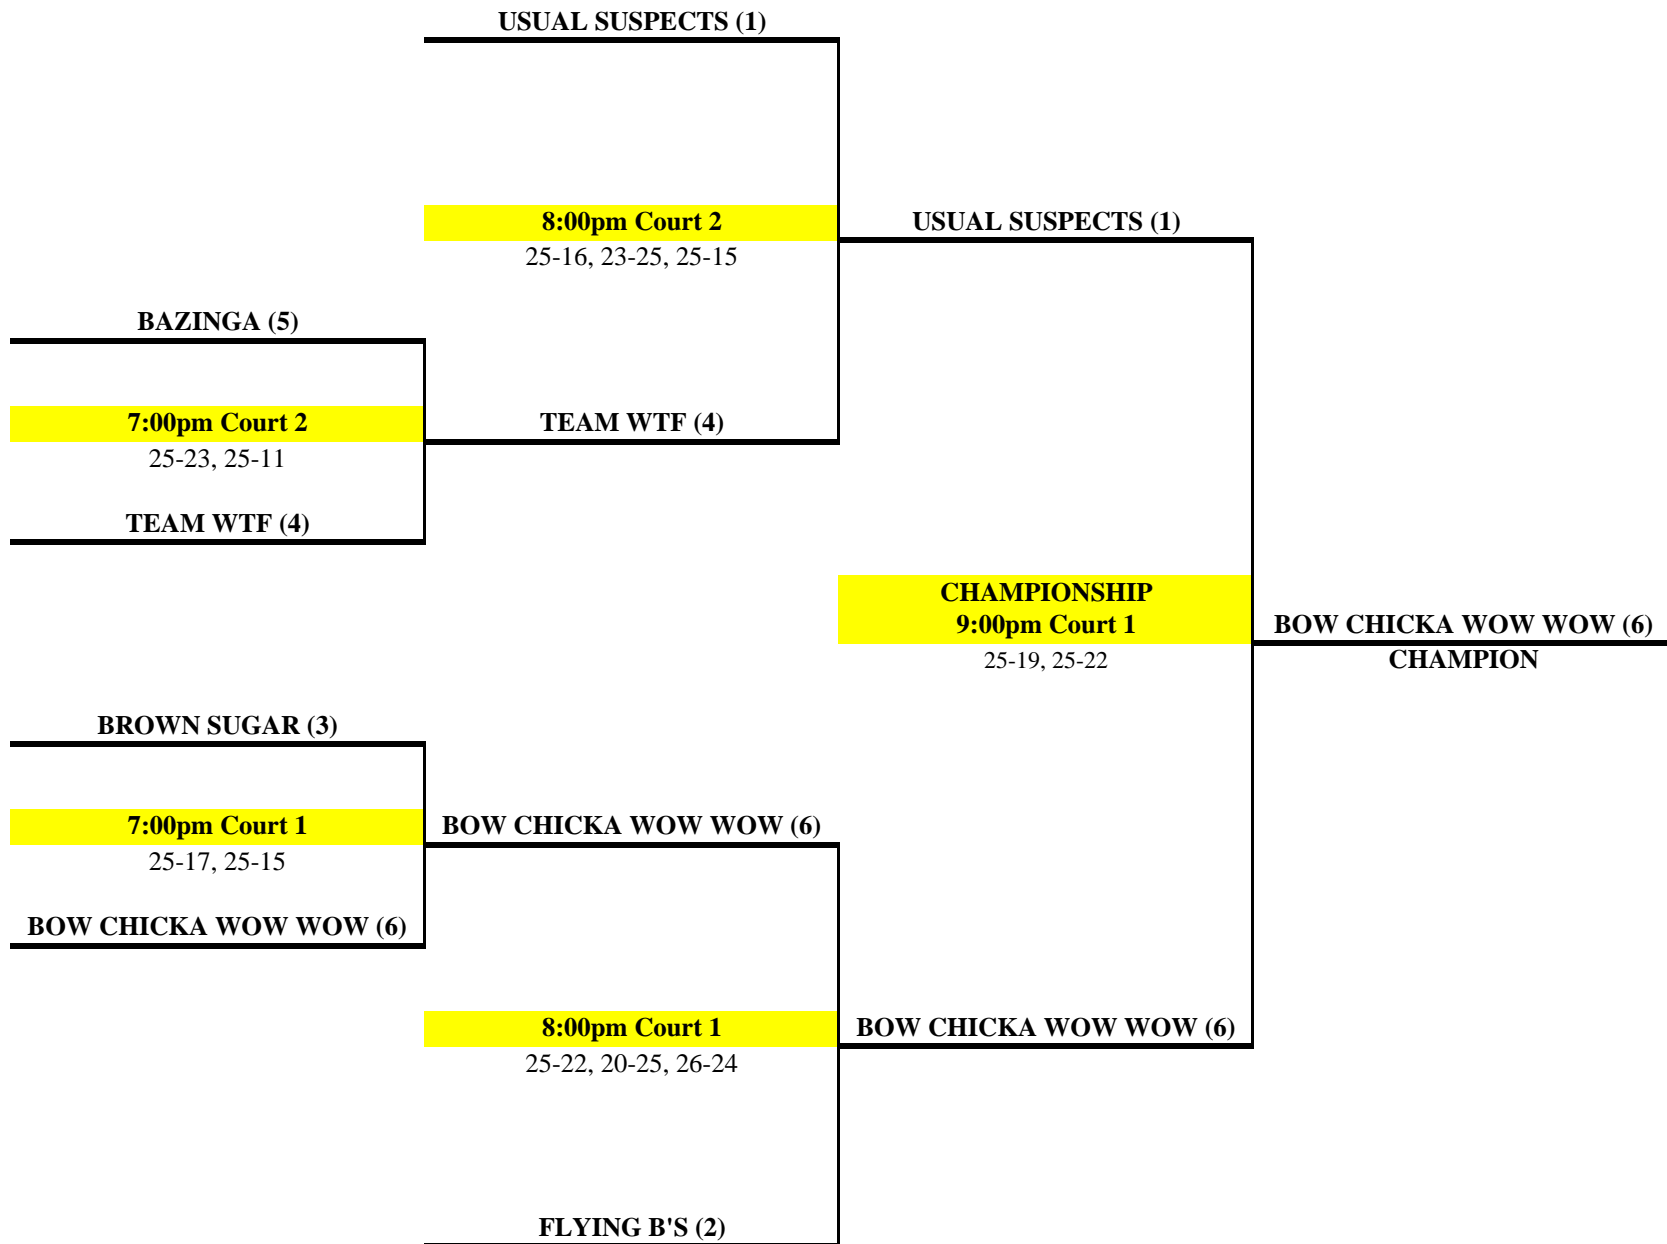 USUAL SUSPECTS (1)
8:00pm Court 2
USUAL SUSPECTS (1)
25-16, 23-25, 25-15
BAZINGA (5)
7:00pm Court 2
TEAM WTF (4)
25-23, 25-11
TEAM WTF (4)
CHAMPIONSHIP
9:00pm Court 1
BOW CHICKA WOW WOW (6)
25-19, 25-22
CHAMPION
BROWN SUGAR (3)
7:00pm Court 1
BOW CHICKA WOW WOW (6)
25-17, 25-15
BOW CHICKA WOW WOW (6)
8:00pm Court 1
BOW CHICKA WOW WOW (6)
25-22, 20-25, 26-24
FLYING B'S (2)